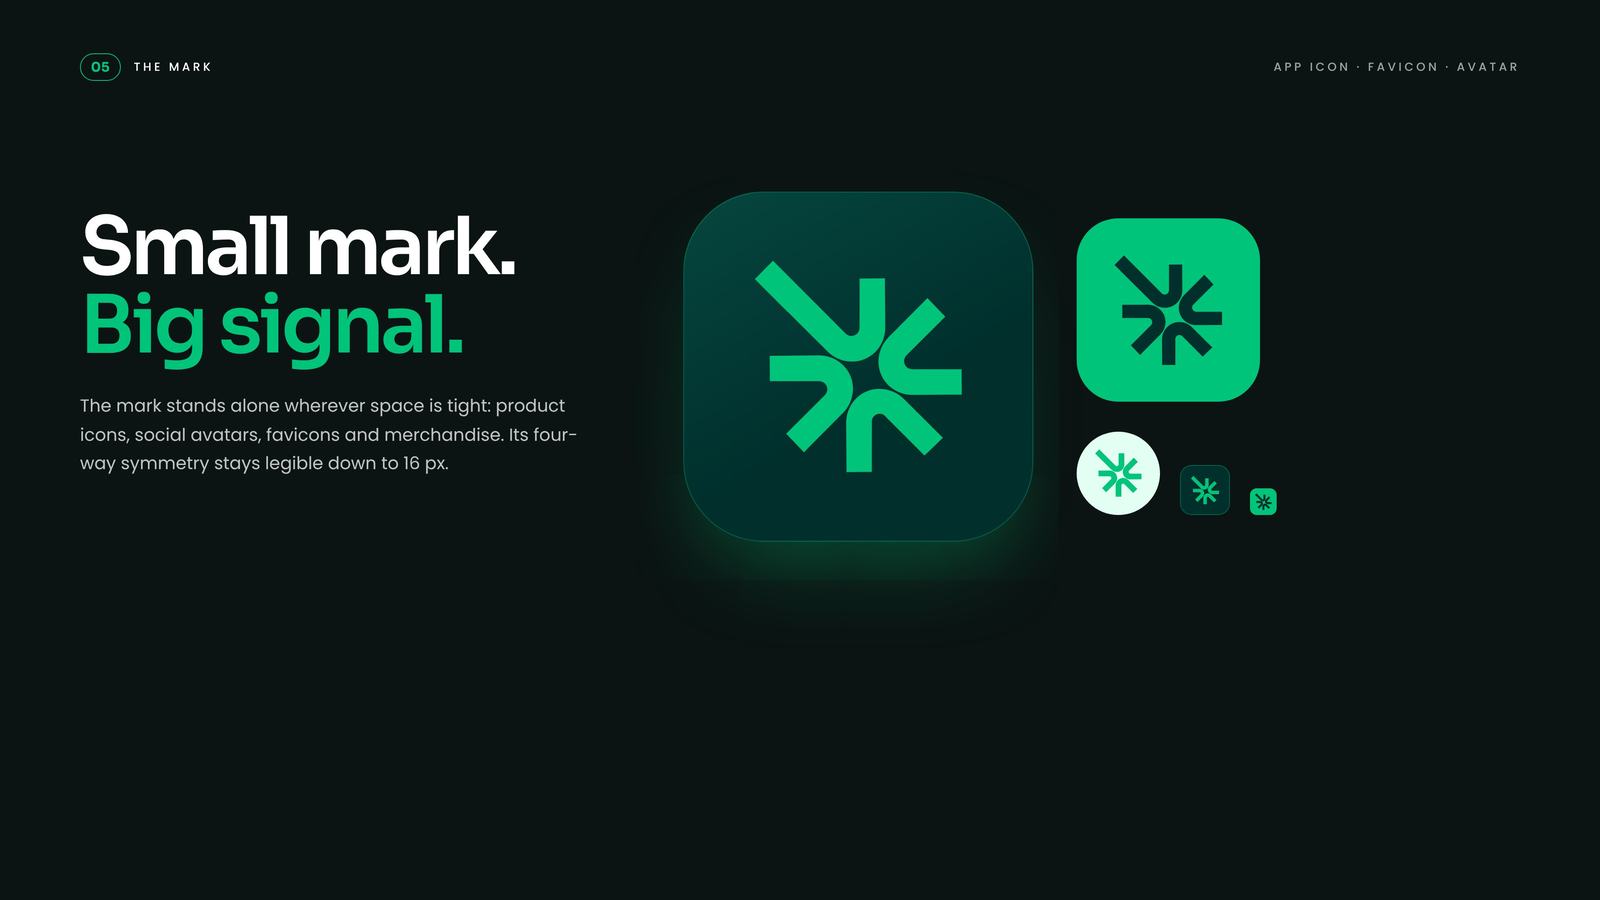 05 THE MARK
APP ICON · FAVICON · AVATAR
Small mark.
Big signal.
The mark stands alone wherever space is tight: product
icons, social avatars, favicons and merchandise. Its four-
way symmetry stays legible down to 16 px.